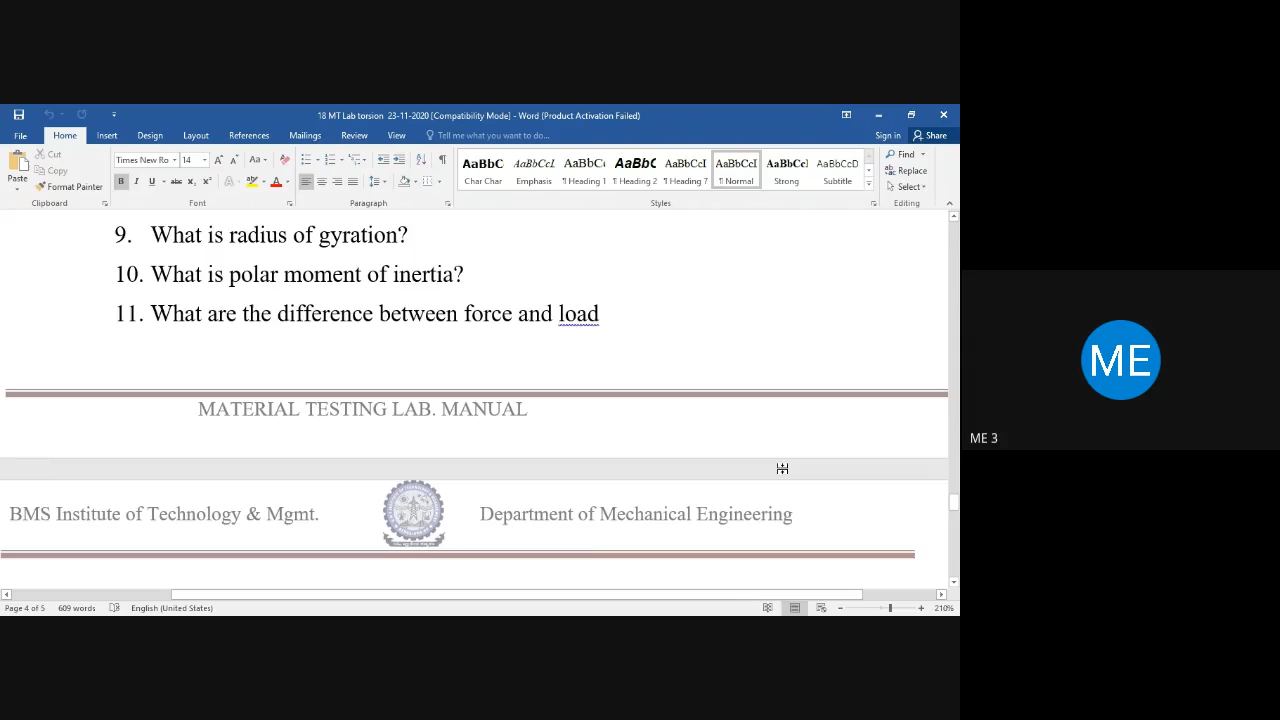 18 MT Lab torsion 23-11-2020 [Compatibility Mode] - Word (Product Activation Failed)
File Home Insert Design Layout References Mailings Review View Tell me what you want to do... Sign in Share
Paste Cut Copy Format Painter
Clipboard
Times New Ro 14 A A Aa
B I U abc x₂ x² A A
Font
Paragraph
AaBbC AaBbCcL AaBbCc AaBbC AaBbCcI AaBbCcI AaBbCcI AaBbCcD
Char Char Emphasis ¶ Heading 1 ¶ Heading 2 ¶ Heading 7 ¶ Normal Strong Subtitle
Styles
Find
Replace
Select
Editing
9. What is radius of gyration?
10. What is polar moment of inertia?
11. What are the difference between force and load
MATERIAL TESTING LAB. MANUAL
BMS Institute of Technology & Mgmt. Department of Mechanical Engineering
Page 4 of 5 609 words English (United States) 210%
ME
ME 3